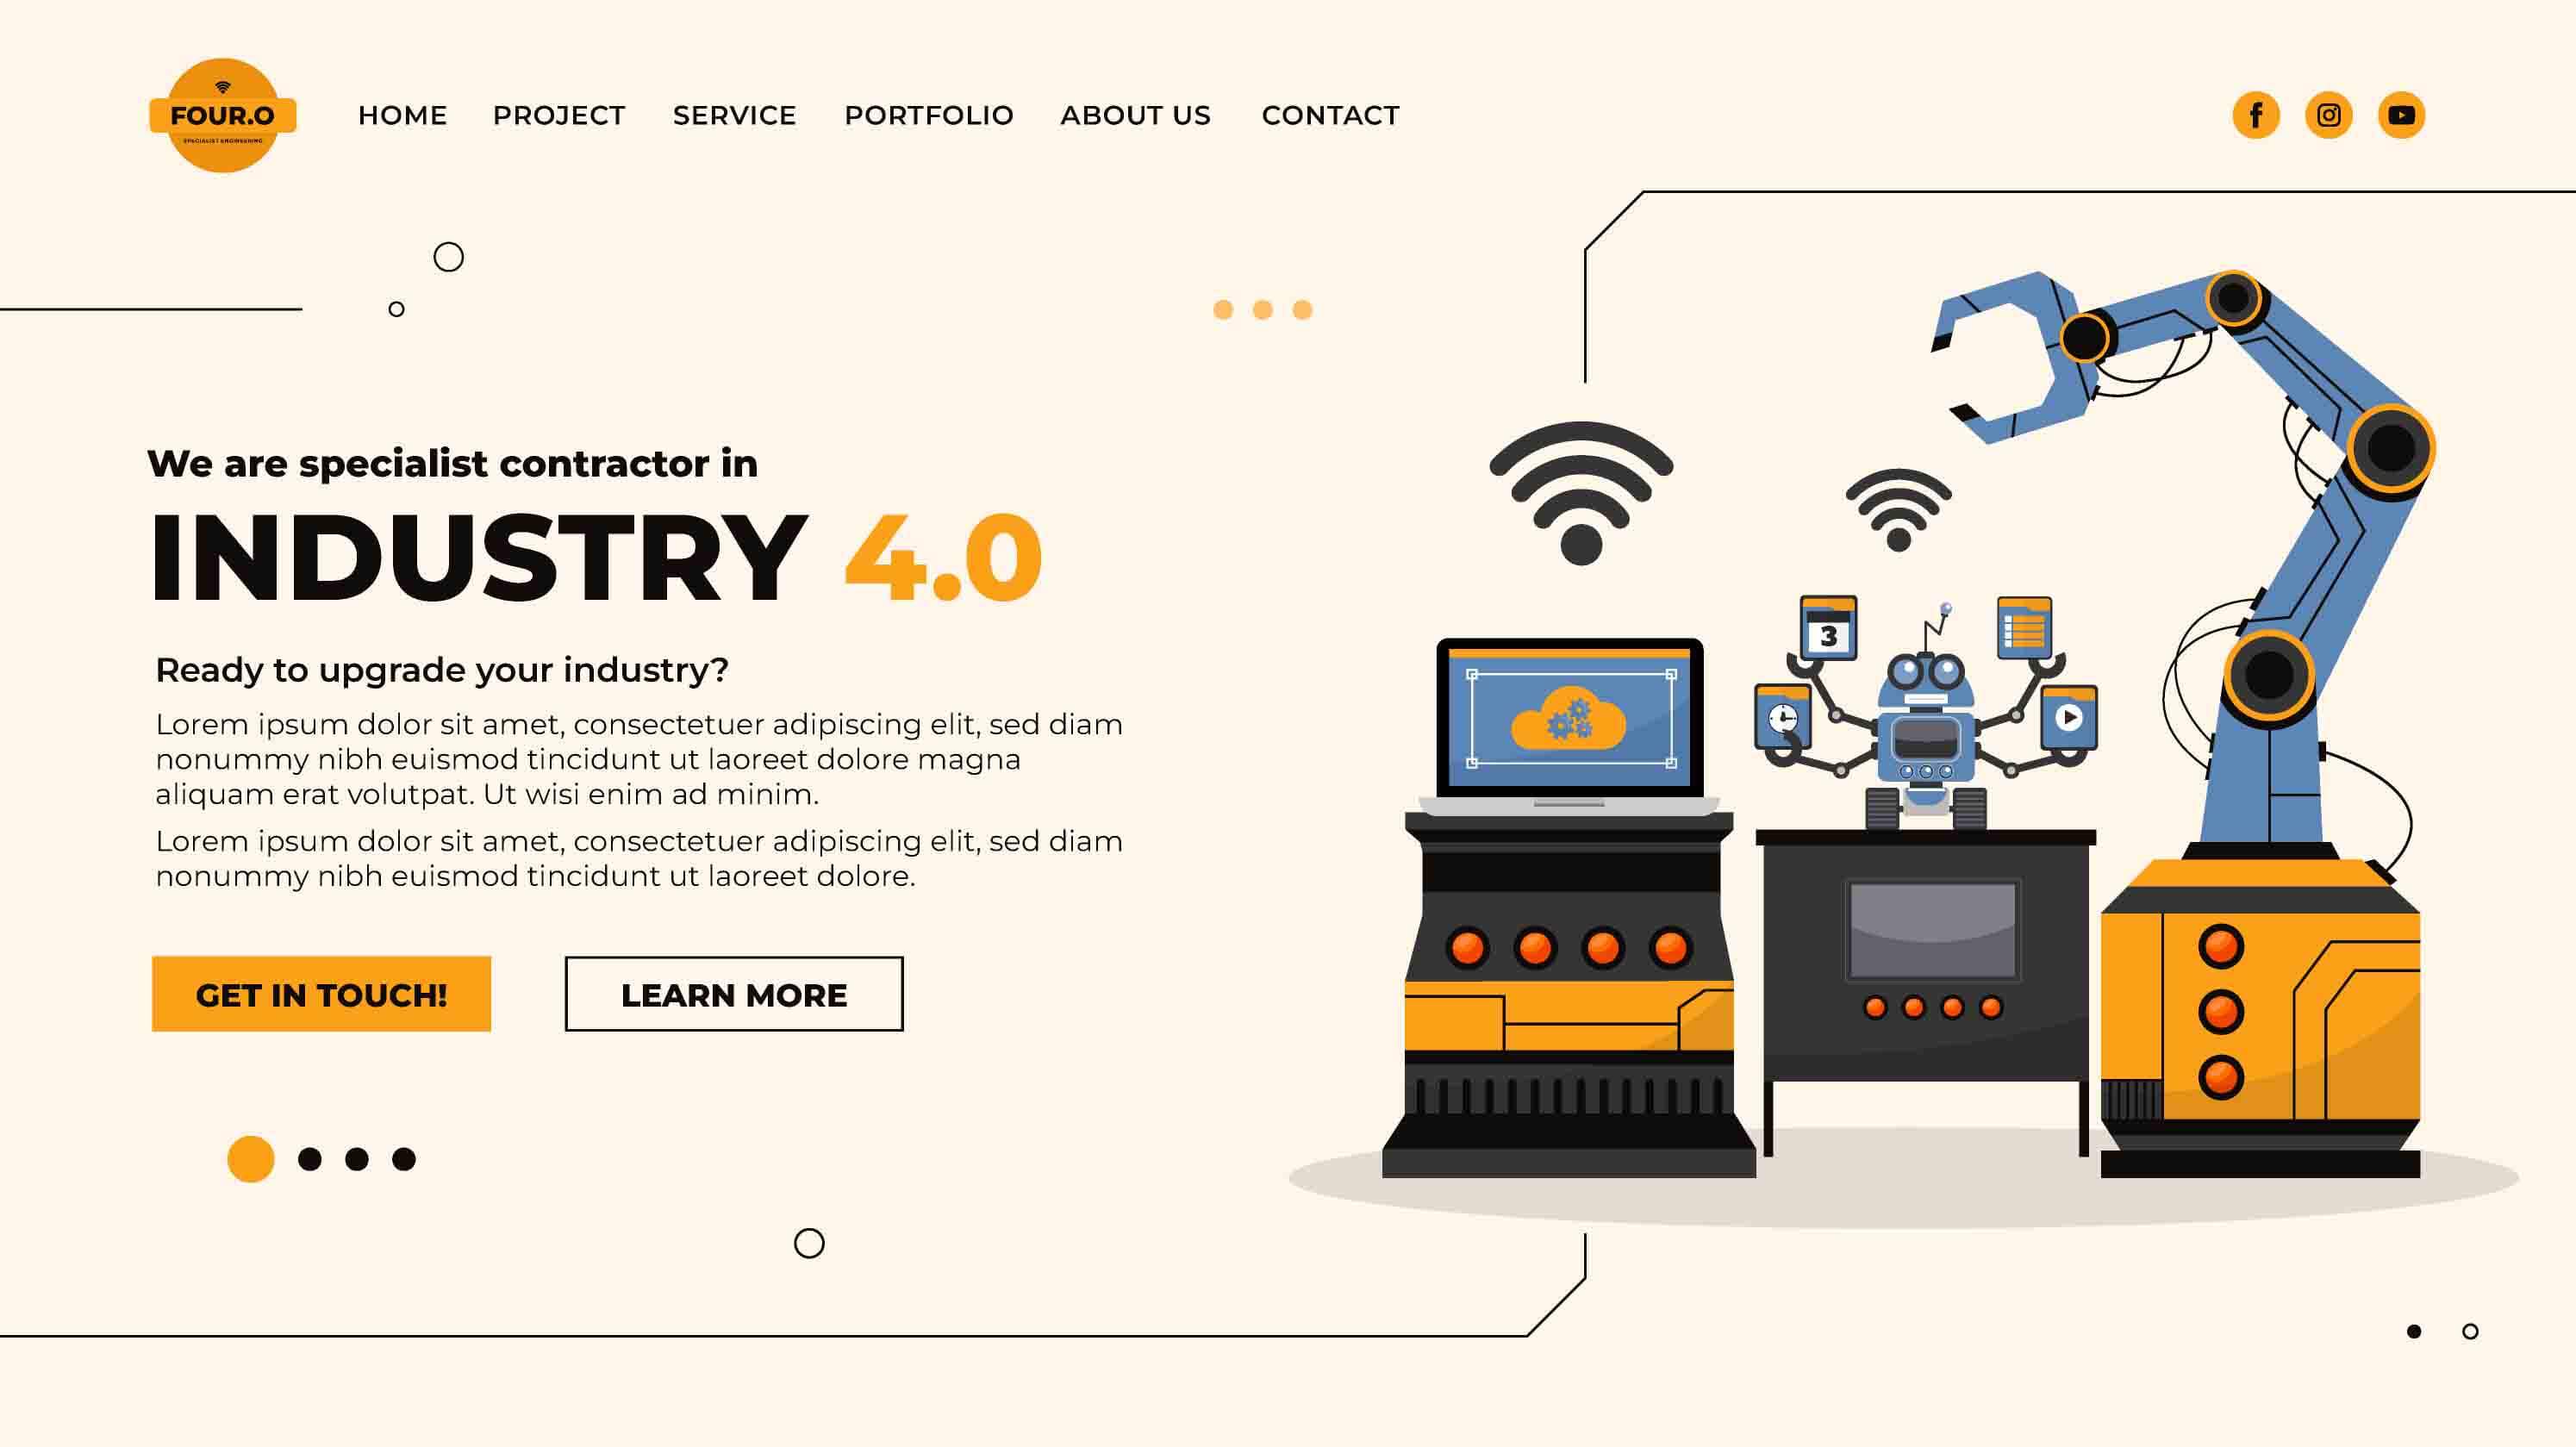 FOUR.O
SPECIALIST ENGINEERING
HOME PROJECT SERVICE PORTFOLIO ABOUT US CONTACT
We are specialist contractor in
INDUSTRY 4.0
Ready to upgrade your industry?
Lorem ipsum dolor sit amet, consectetuer adipiscing elit, sed diam
nonummy nibh euismod tincidunt ut laoreet dolore magna
aliquam erat volutpat. Ut wisi enim ad minim.
Lorem ipsum dolor sit amet, consectetuer adipiscing elit, sed diam
nonummy nibh euismod tincidunt ut laoreet dolore.
GET IN TOUCH! LEARN MORE
3